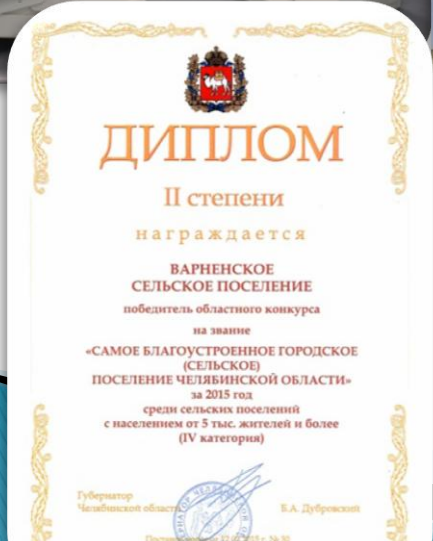 ДИПЛОМ
II степени
награждается
ВАРНЕНСКОЕ
СЕЛЬСКОЕ ПОСЕЛЕНИЕ
победитель областного конкурса
на звание
«САМОЕ БЛАГОУСТРОЕННОЕ ГОРОДСКОЕ
(СЕЛЬСКОЕ)
ПОСЕЛЕНИЕ ЧЕЛЯБИНСКОЙ ОБЛАСТИ»
за 2015 год
среди сельских поселений
с населением от 5 тыс. жителей и более
(IV категория)
Губернатор
Челябинской области
Б.А. Дубровский